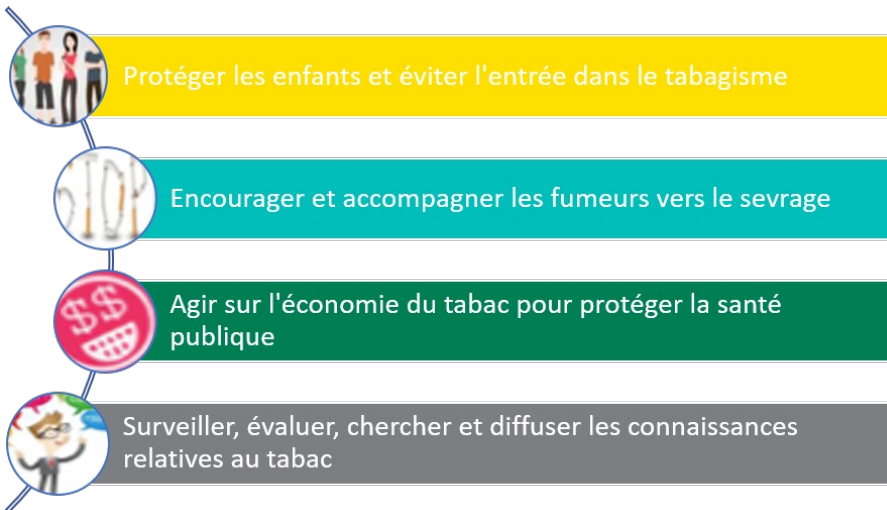 Protéger les enfants et éviter l'entrée dans le tabagisme
Encourager et accompagner les fumeurs vers le sevrage
Agir sur l'économie du tabac pour protéger la santé
publique
Surveiller, évaluer, chercher et diffuser les connaissances
relatives au tabac